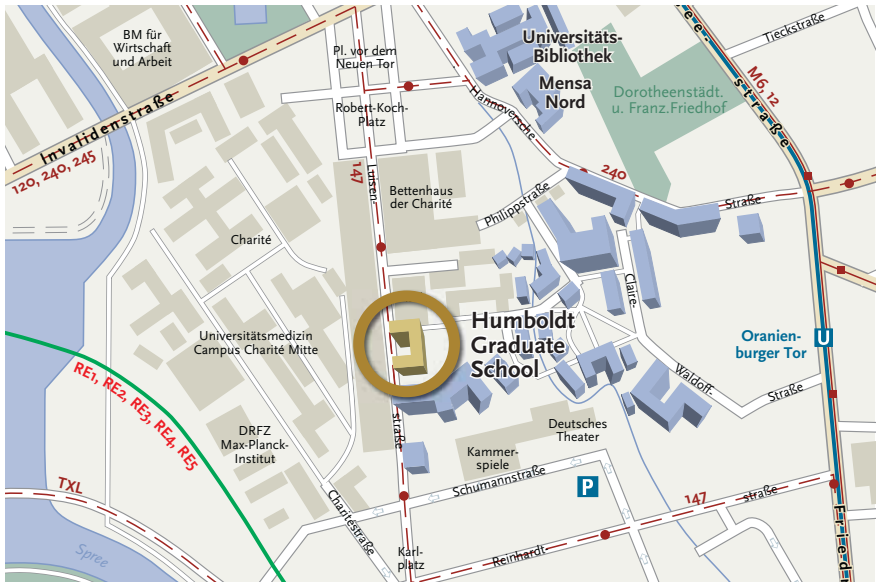 BM für
Wirtschaft
und Arbeit
Pl. vor dem
Neuen Tor
Universitäts-
Bibliothek
Mensa
Nord
Tieckstraße
M6, 12
straße
Dorotheenstädt.
u. Franz.Friedhof
Robert-Koch-
Platz
Hannoversche
Invalidenstraße
120, 240, 245
147
Luisen-
240
Bettenhaus
der Charité
Philippstraße
Straße
Charité
Claire-
Universitätsmedizin
Campus Charité Mitte
Humboldt
Graduate
School
Oranien-
burger Tor
U
RE1, RE2, RE3, RE4, RE5
Waldoff-
Straße
straße
DRFZ
Max-Planck-
Institut
Deutsches
Theater
Kammer-
spiele
TXL
Schumannstraße
P
147
straße
Charitéstraße
Karl-
platz
Reinhardt
Spree
Fried